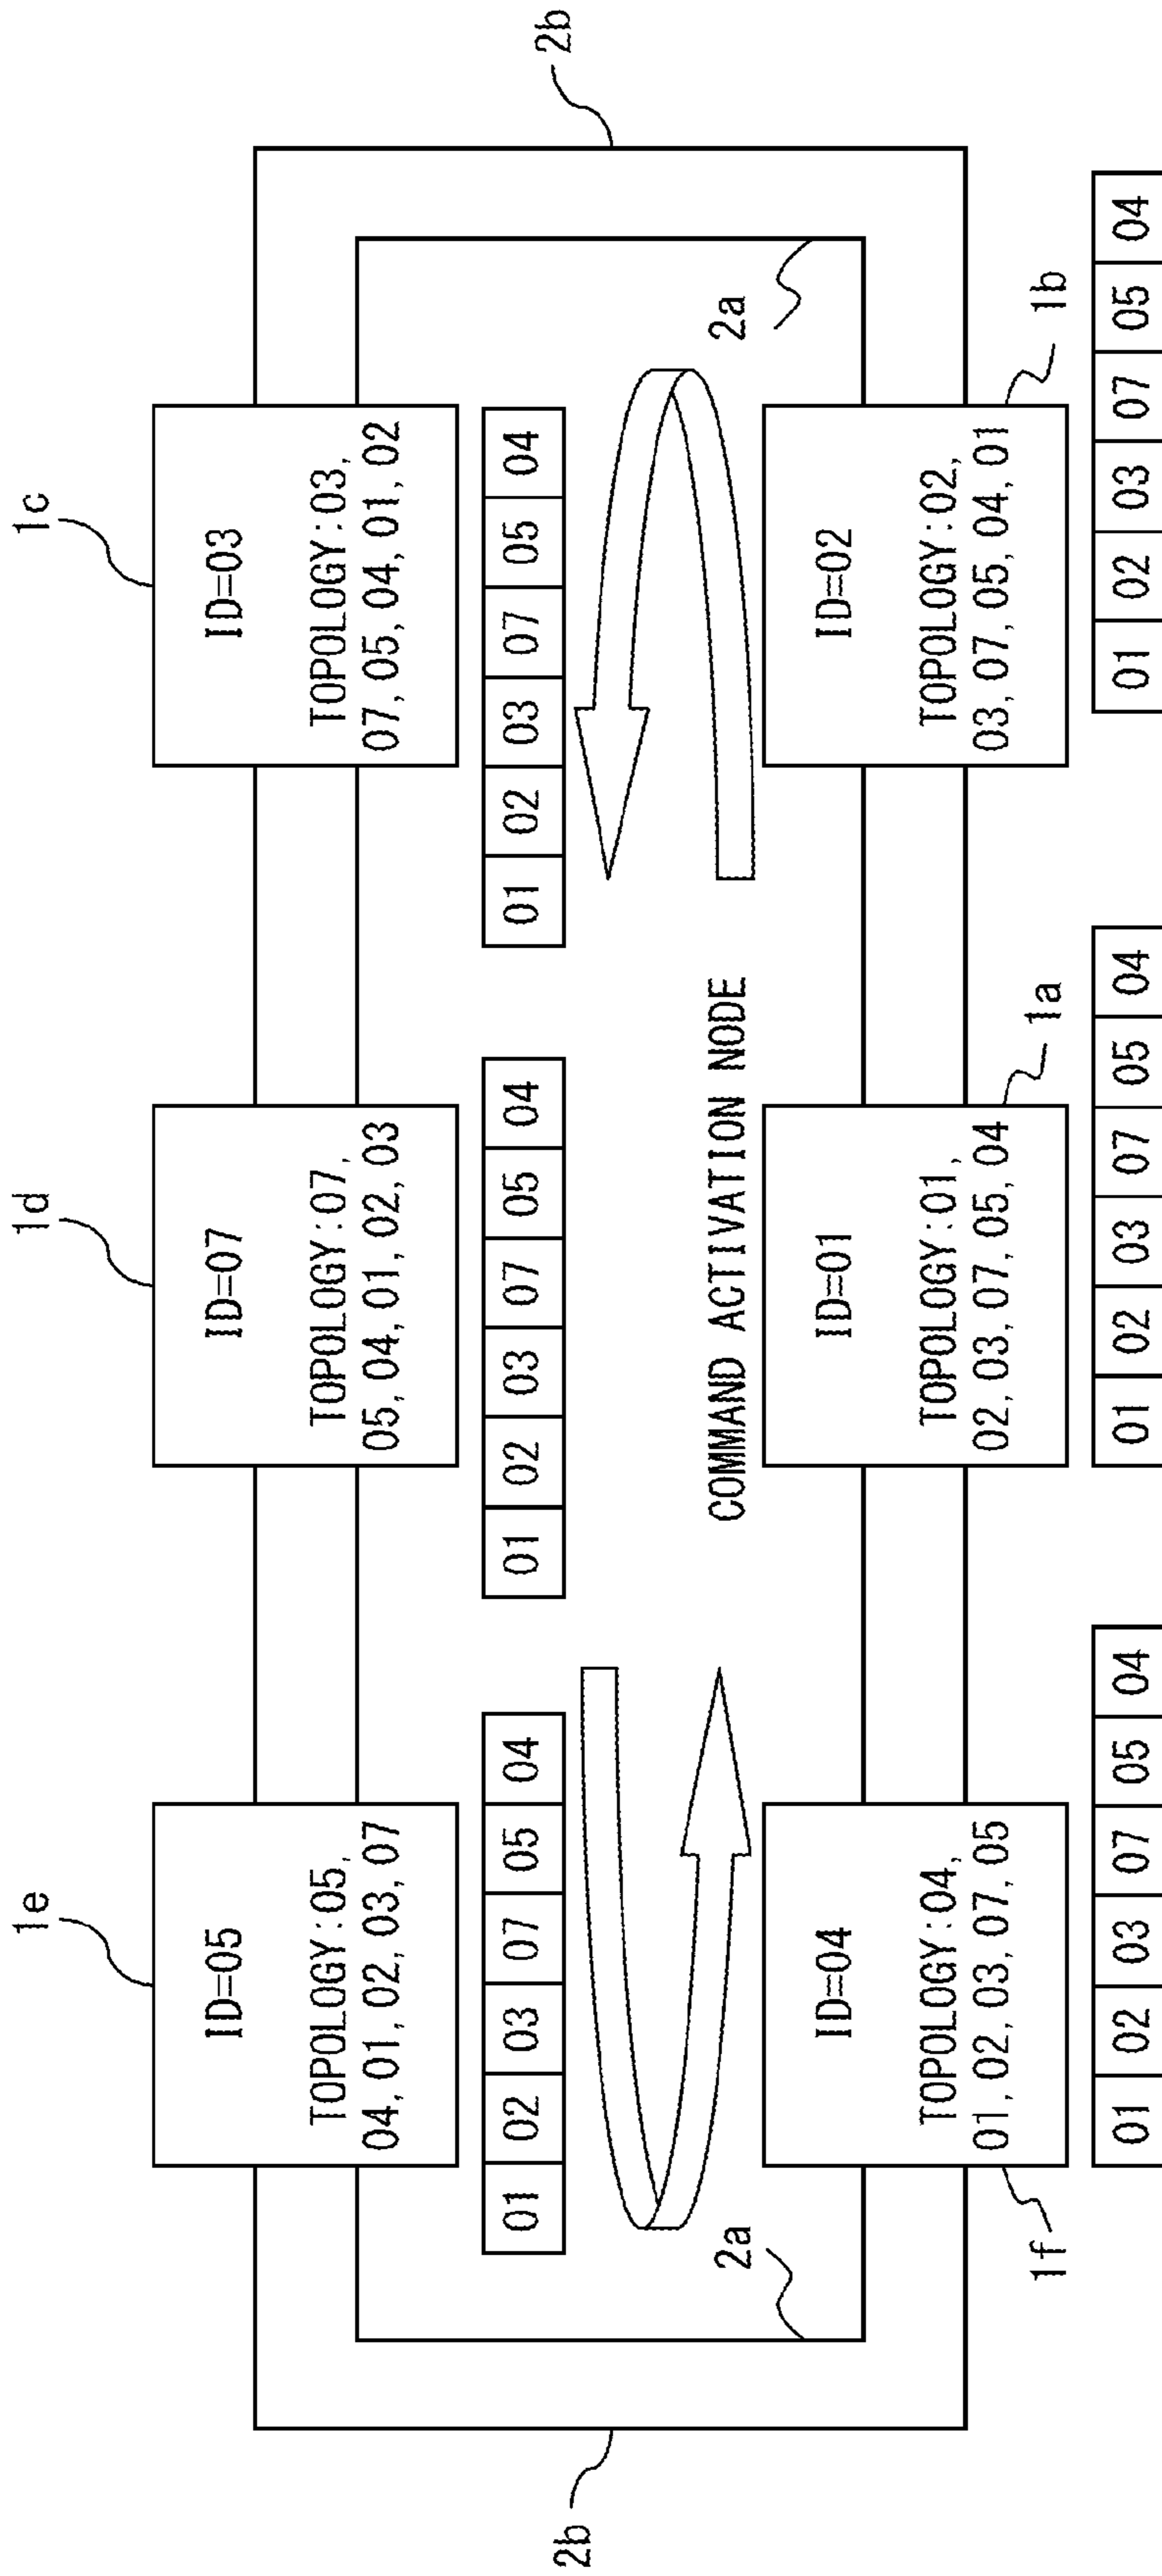 1e
1d
1c
ID=05
TOPOLOGY:05,
04, 01, 02, 03, 07
ID=07
TOPOLOGY:07,
05, 04, 01, 02, 03
ID=03
TOPOLOGY:03,
07, 05, 04, 01, 02
01 02 03 07 05 04
01 02 03 07 05 04
01 02 03 07 05 04
2b
2b
2a
COMMAND ACTIVATION NODE
2a
ID=04
TOPOLOGY:04,
01, 02, 03, 07, 05
ID=01
TOPOLOGY:01,
02, 03, 07, 05, 04
ID=02
TOPOLOGY:02,
03, 07, 05, 04, 01
1f
1a
1b
01 02 03 07 05 04
01 02 03 07 05 04
01 02 03 07 05 04